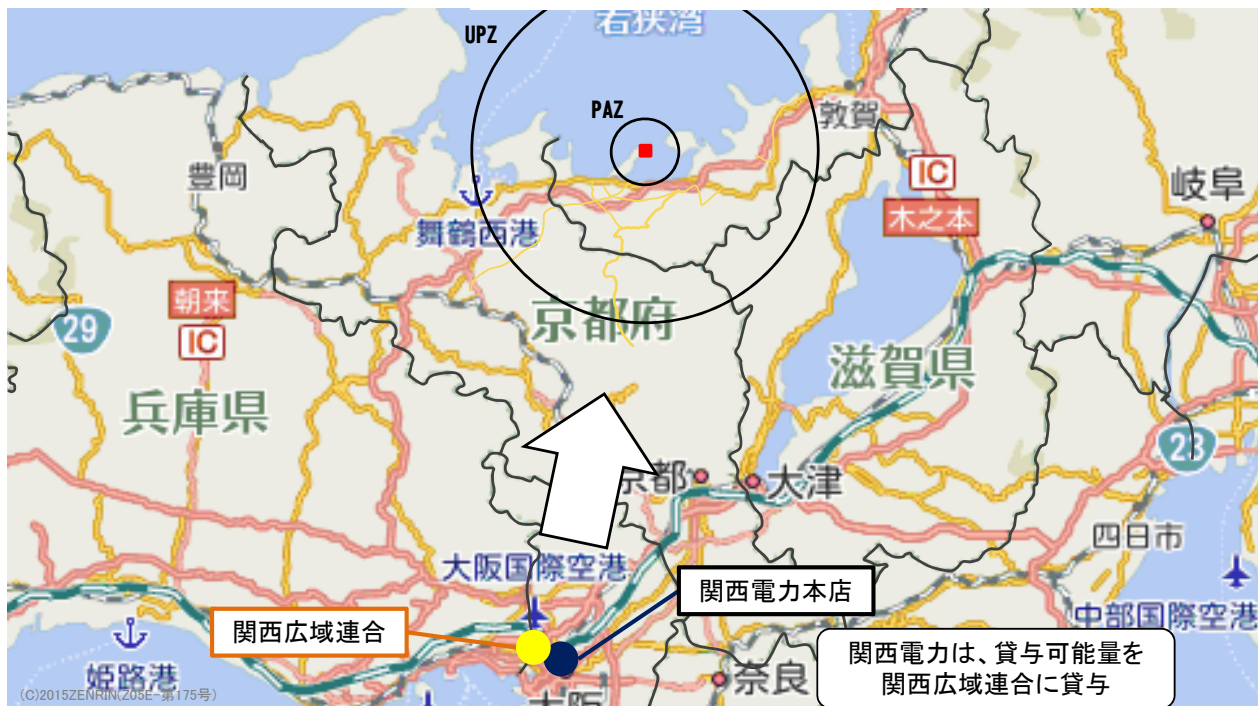 若狭湾
UPZ
PAZ
敦賀
豊岡
IC
木之本
岐阜
舞鶴西港
朝来
IC
29
京都府
滋賀県
兵庫県
23
京都
大津
四日市
大阪国際空港
関西電力本店
中部国際空港
関西広域連合
姫路港
関西電力は、貸与可能量を
関西広域連合に貸与
奈良
大阪
(C)2015ZENRIN(Z05E-第175号)